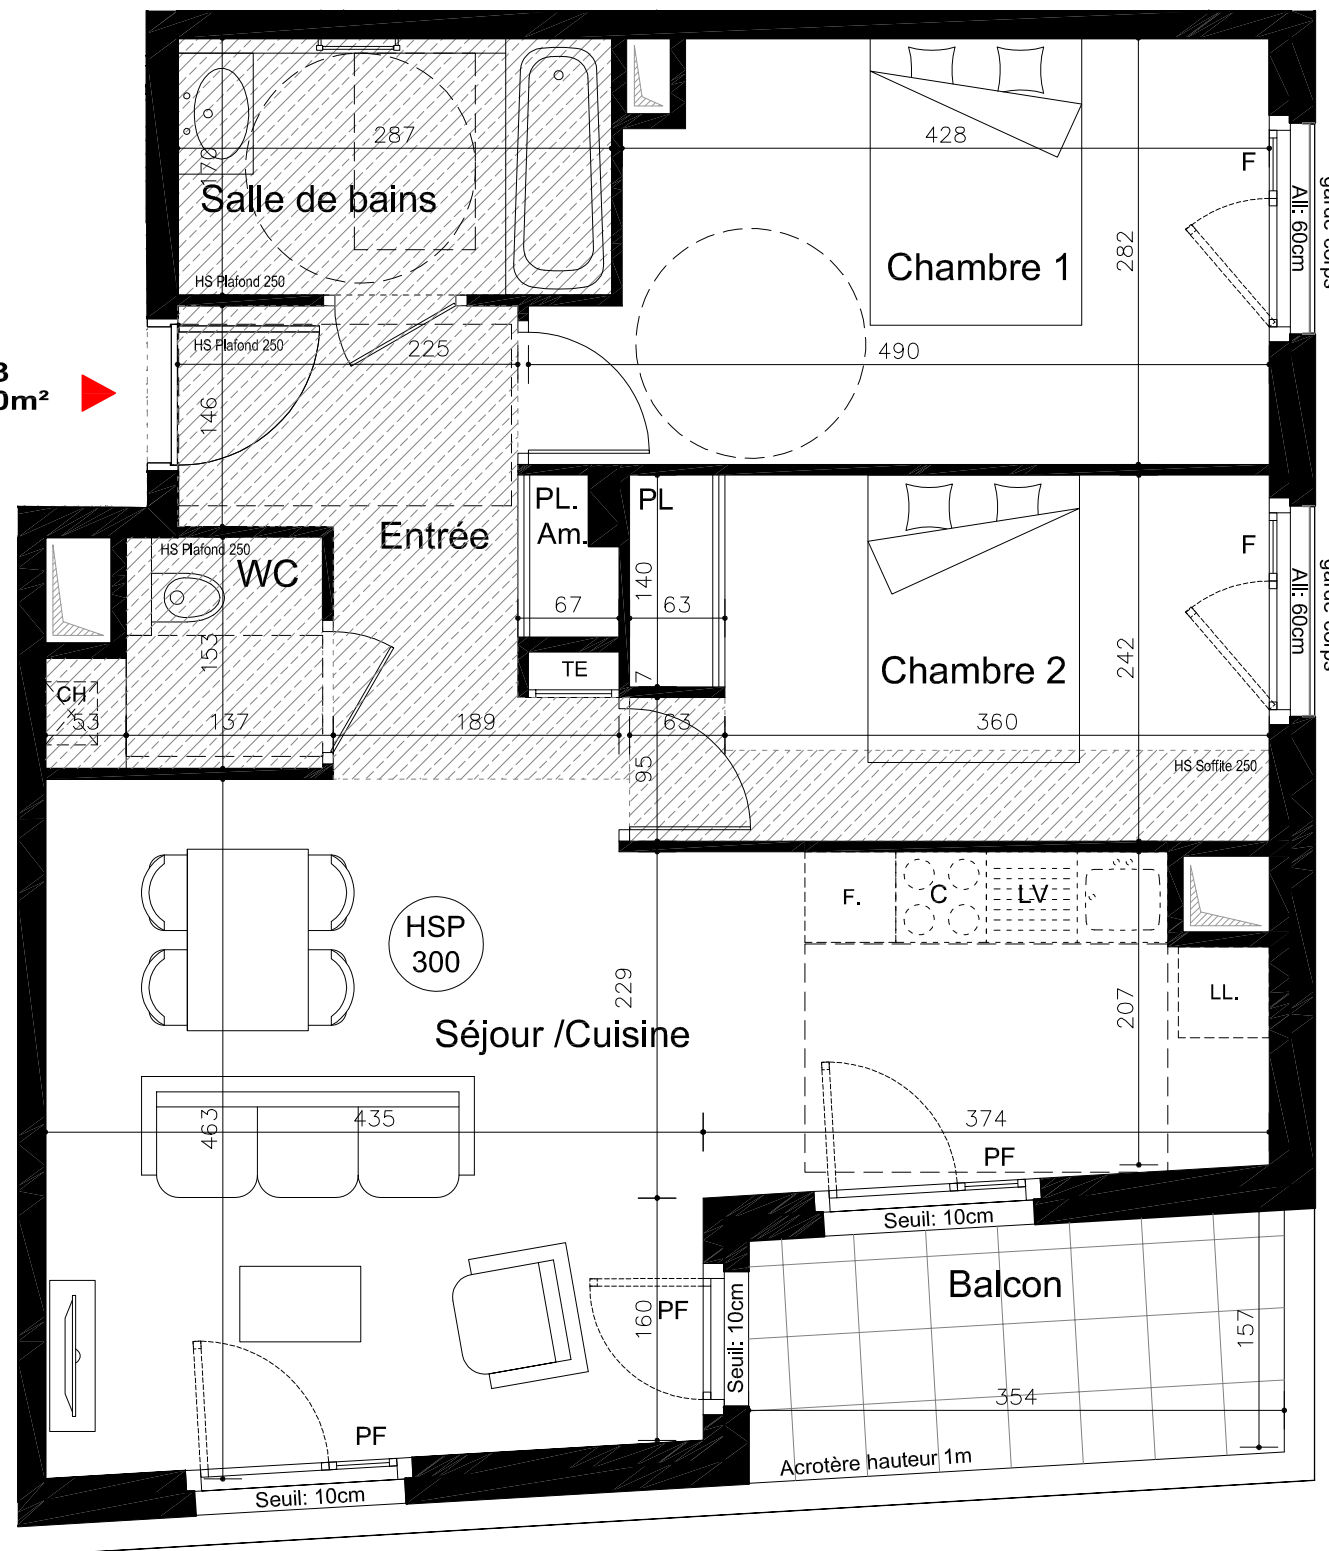 287
170
Salle de bains
HS Plafond 250
428
F
All: 60cm
garde corps
Chambre 1
282
HS Plafond 250
225
490
146
PL.
Am.
PL
Entrée
HS Plafond 250
WC
153
67
140
63
F
All: 60cm
garde corps
Chambre 2
242
TE
7
CH
53
137
189
63
360
95
HS Soffite 250
F.
C
LV
HSP
300
LL.
229
207
Séjour /Cuisine
463
435
374
PF
Seuil: 10cm
Balcon
160
PF
Seuil: 10cm
157
354
PF
Acrotère hauteur 1m
Seuil: 10cm